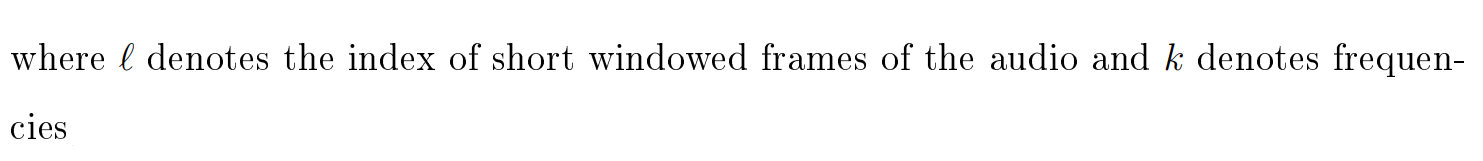 where ℓ denotes the index of short windowed frames of the audio and k denotes frequen-
cies